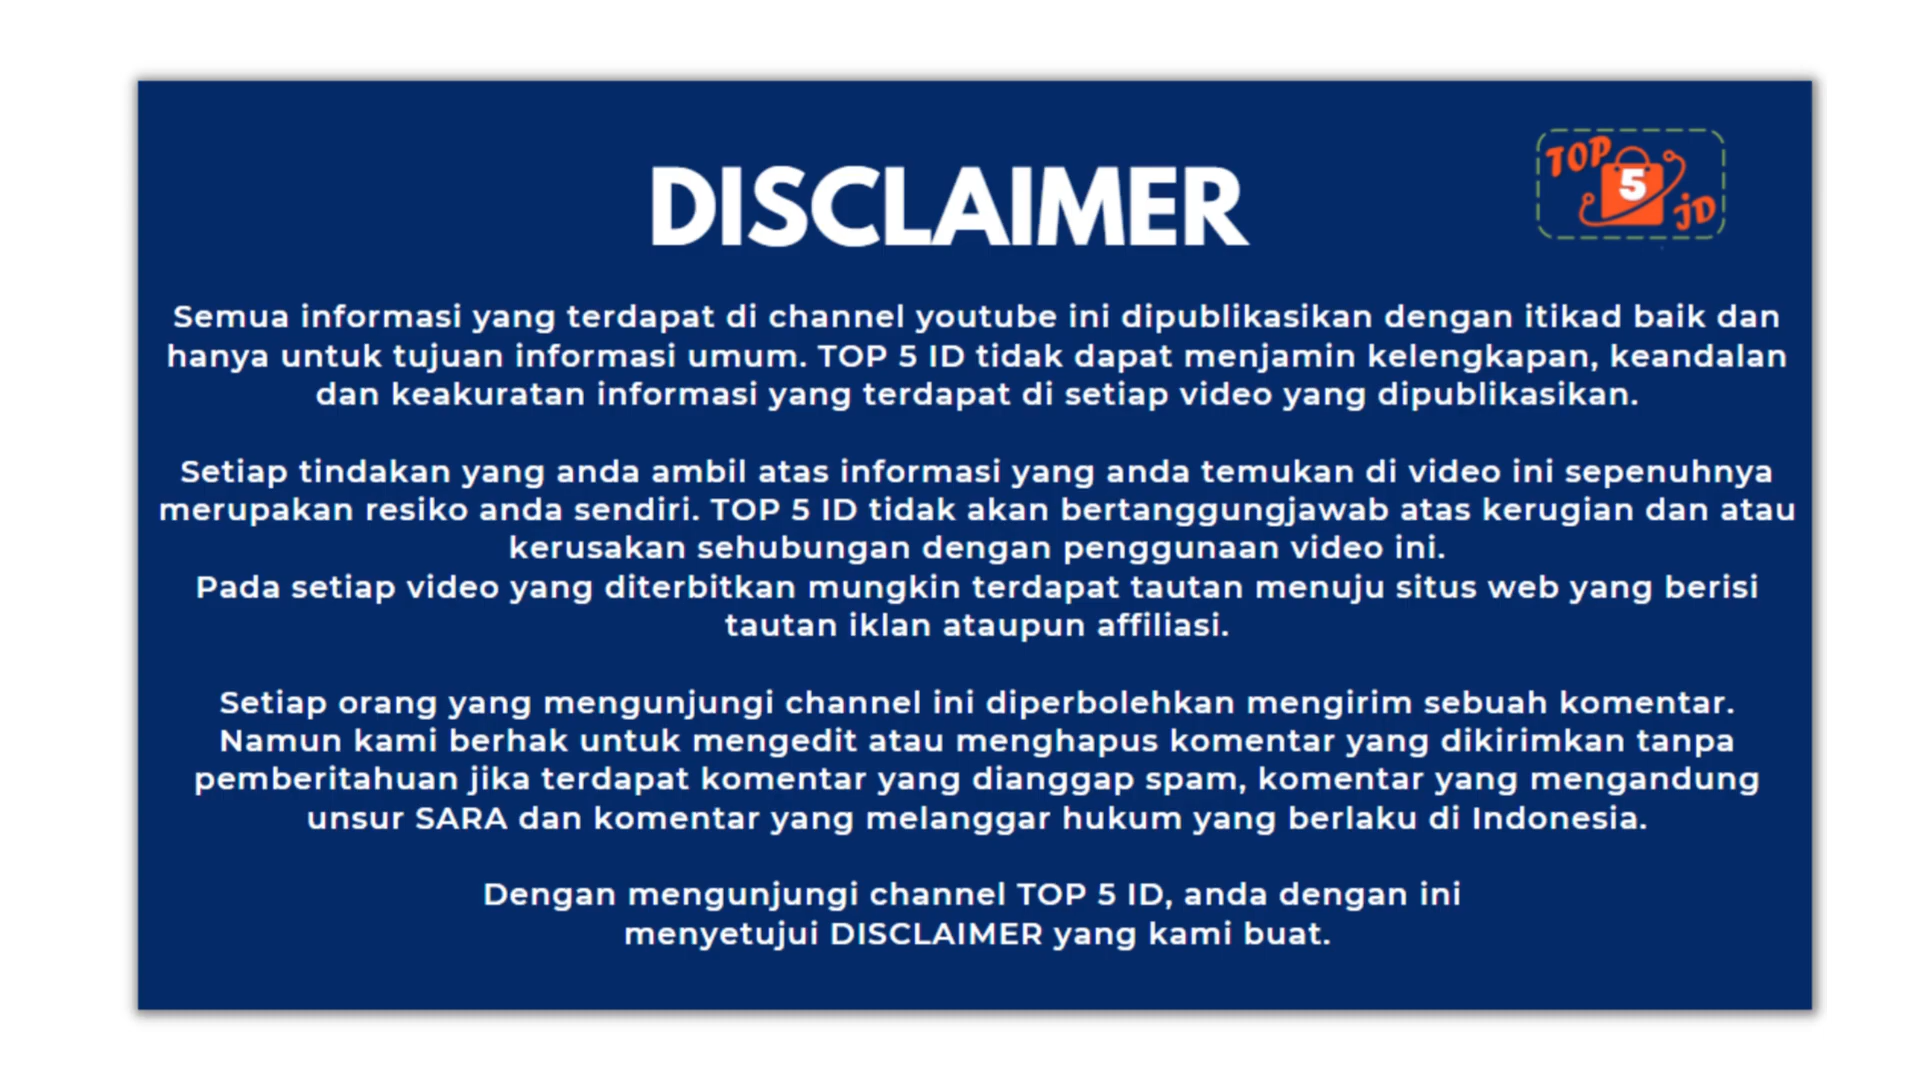 DISCLAIMER
TOP
5
ID
Semua informasi yang terdapat di channel youtube ini dipublikasikan dengan itikad baik dan
hanya untuk tujuan informasi umum. TOP 5 ID tidak dapat menjamin kelengkapan, keandalan
dan keakuratan informasi yang terdapat di setiap video yang dipublikasikan.
Setiap tindakan yang anda ambil atas informasi yang anda temukan di video ini sepenuhnya
merupakan resiko anda sendiri. TOP 5 ID tidak akan bertanggungjawab atas kerugian dan atau
kerusakan sehubungan dengan penggunaan video ini.
Pada setiap video yang diterbitkan mungkin terdapat tautan menuju situs web yang berisi
tautan iklan ataupun affiliasi.
Setiap orang yang mengunjungi channel ini diperbolehkan mengirim sebuah komentar.
Namun kami berhak untuk mengedit atau menghapus komentar yang dikirimkan tanpa
pemberitahuan jika terdapat komentar yang dianggap spam, komentar yang mengandung
unsur SARA dan komentar yang melanggar hukum yang berlaku di Indonesia.
Dengan mengunjungi channel TOP 5 ID, anda dengan ini
menyetujui DISCLAIMER yang kami buat.